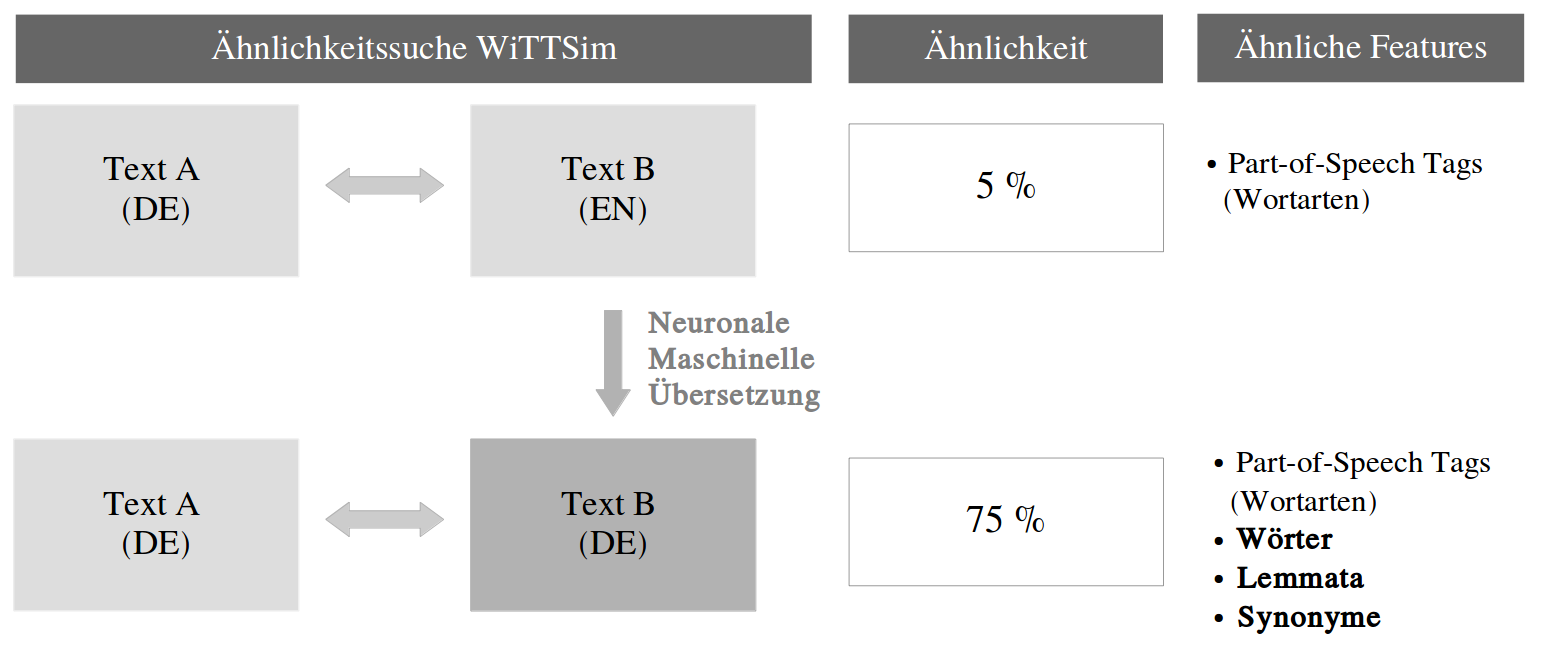 Ähnlichkeitssuche WiTTSim
Ähnlichkeit
Ähnliche Features
Text A
(DE)
Text B
(EN)
5 %
• Part-of-Speech Tags
(Wortarten)
Neuronale
Maschinelle
Übersetzung
Text A
(DE)
Text B
(DE)
75 %
• Part-of-Speech Tags
(Wortarten)
• Wörter
• Lemmata
• Synonyme